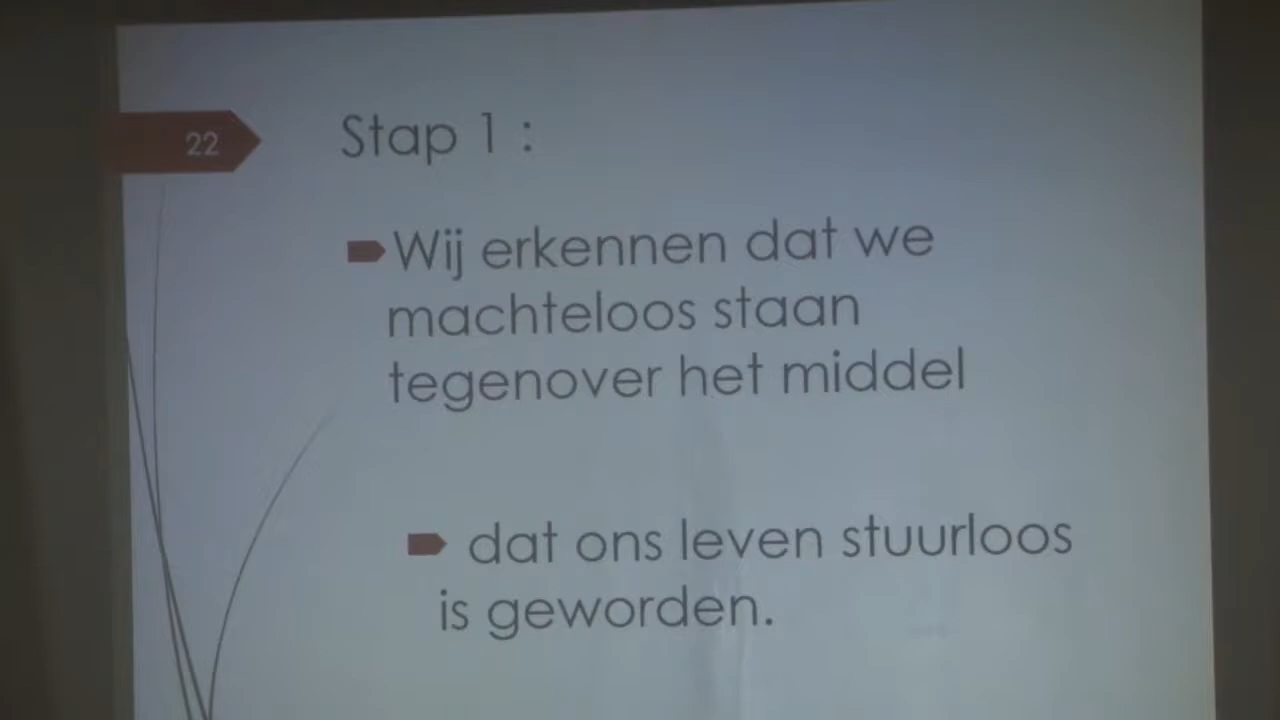 22
Stap 1 :
Wij erkennen dat we
machteloos staan
tegenover het middel
dat ons leven stuurloos
is geworden.